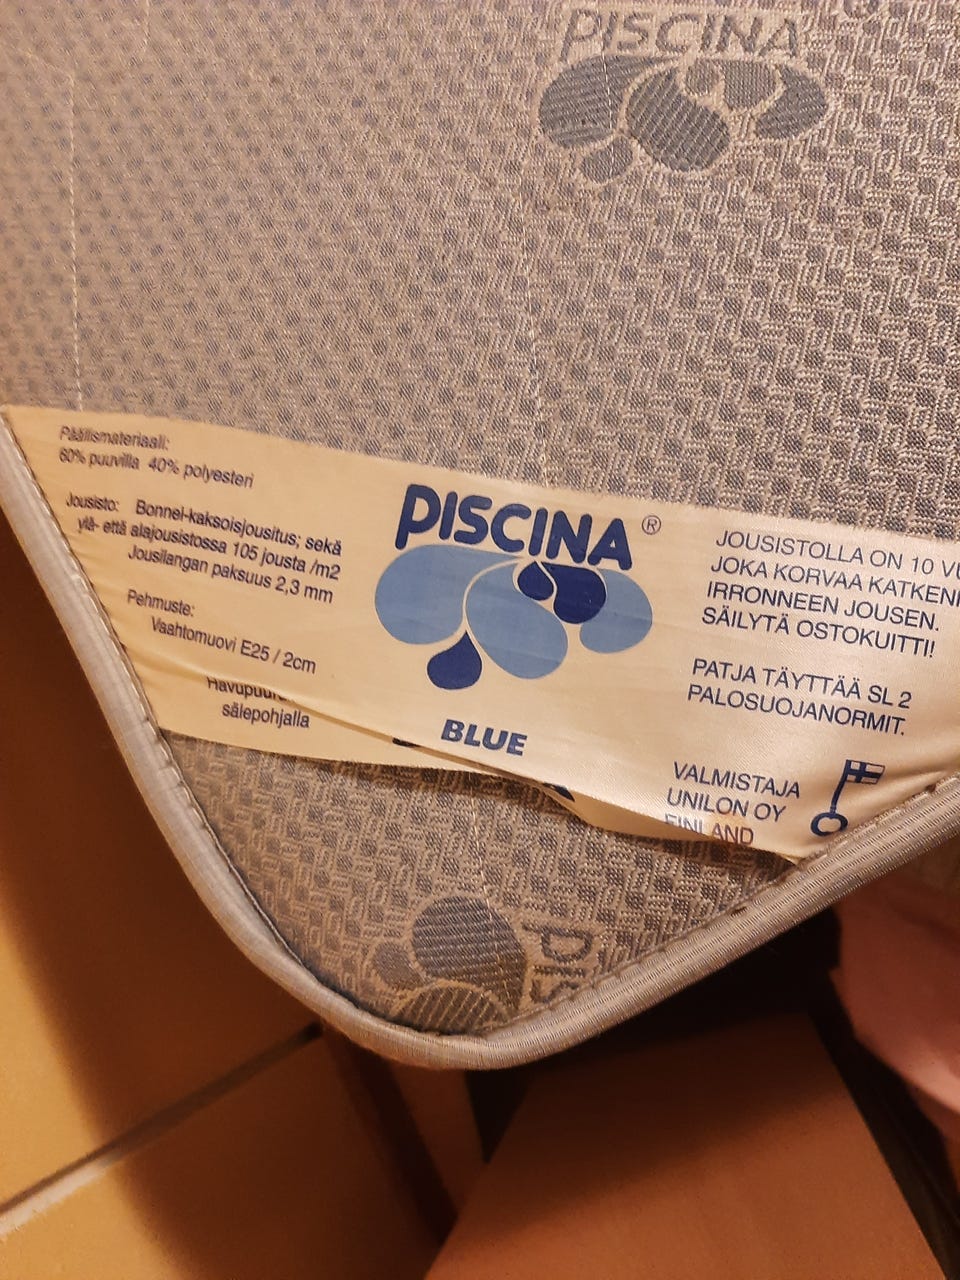 PISCINA
Päällismateriaali:
60% puuvilla 40% polyesteri
Jousisto: Bonnel-kaksoisjousitus; sekä
ylä- että alajousistossa 105 jousta /m2
Jousilangan paksuus 2,3 mm
Pehmuste:
Vaahtomuovi E25 / 2cm
sälepohjalla
PISCINA ®
BLUE
JOUSISTOLLA ON 10
JOKA KORVAA
IRRONNEEN JOUSEN.
SÄILYTÄ OSTOKUITTI!
PATJA TÄYTTÄÄ SL 2
PALOSUOJANORMIT.
VALMISTAJA
UNILON OY
FINLAND